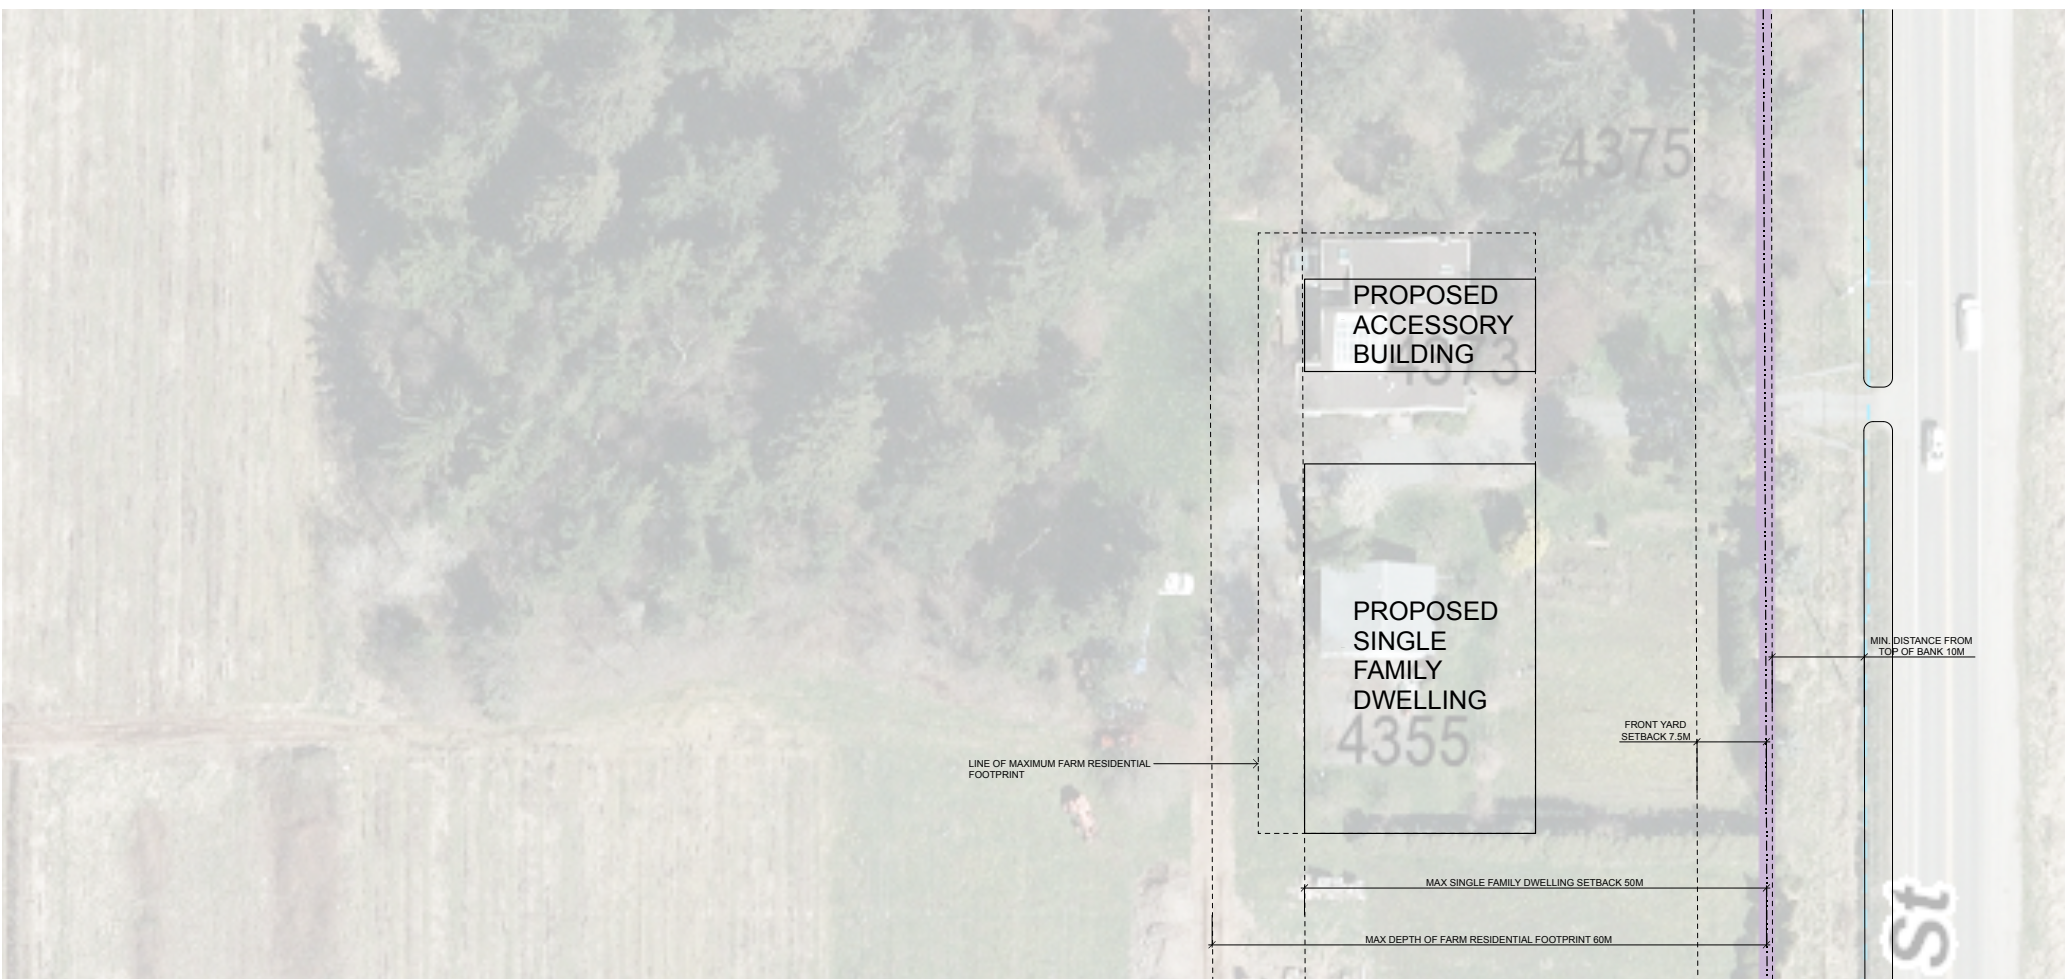 4375
PROPOSED
ACCESSORY
BUILDING
4373
PROPOSED
SINGLE
FAMILY
DWELLING
4355
MIN. DISTANCE FROM
TOP OF BANK 10M
FRONT YARD
SETBACK 7.5M
LINE OF MAXIMUM FARM RESIDENTIAL
FOOTPRINT
MAX SINGLE FAMILY DWELLING SETBACK 50M
MAX DEPTH OF FARM RESIDENTIAL FOOTPRINT 60M
St